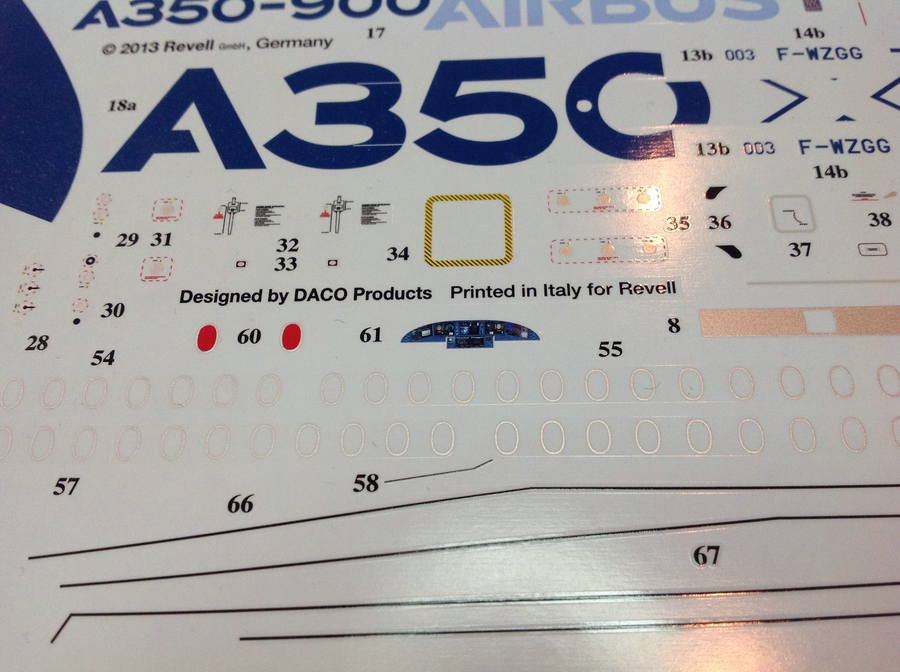 A350-900 AIRBUS
17
14b
© 2013 Revell GmbH, Germany
13b 003 F-WZGG
18a A350
13b 003 F-WZGG
14b
29 31 32 33 34 35 36 37 38
30
Designed by DACO Products Printed in Italy for Revell
28 60 61 8
54 55
57 58
66
67